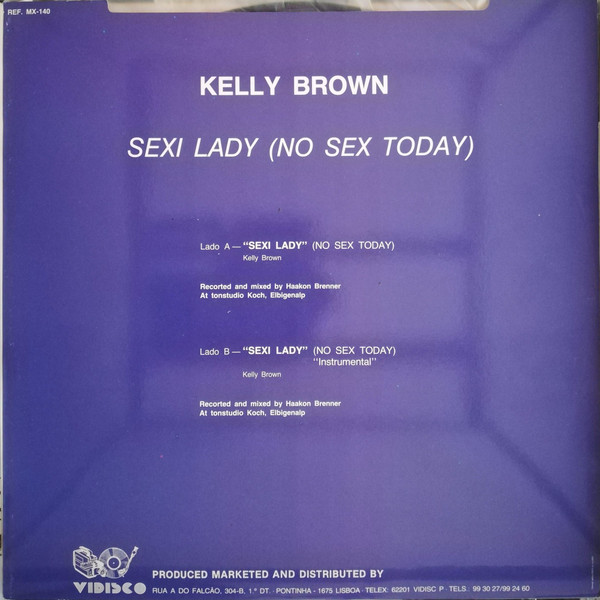 REF. MX-140
KELLY BROWN
SEXI LADY (NO SEX TODAY)
Lado A — "SEXI LADY" (NO SEX TODAY)
Kelly Brown
Recorted and mixed by Haakon Brenner
At tonstudio Koch, Elbigenalp
Lado B — "SEXI LADY" (NO SEX TODAY)
"Instrumental"
Kelly Brown
Recorted and mixed by Haakon Brenner
At tonstudio Koch, Elbigenalp
VIDISCO
PRODUCED MARKETED AND DISTRIBUTED BY
RUA A DO FALCÃO, 304-B, 1.º DT. · PONTINHA - 1675 LISBOA · TELEX: 62201 VIDISC P · TELS.: 99 30 27/99 24 60